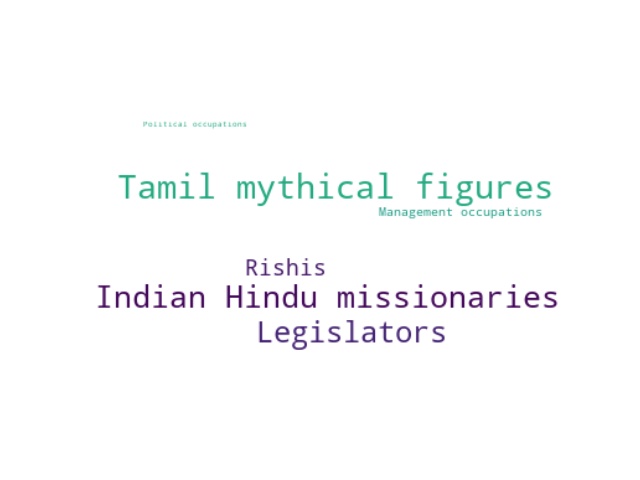 Political occupations
Tamil mythical figures
Management occupations
Rishis
Indian Hindu missionaries
Legislators